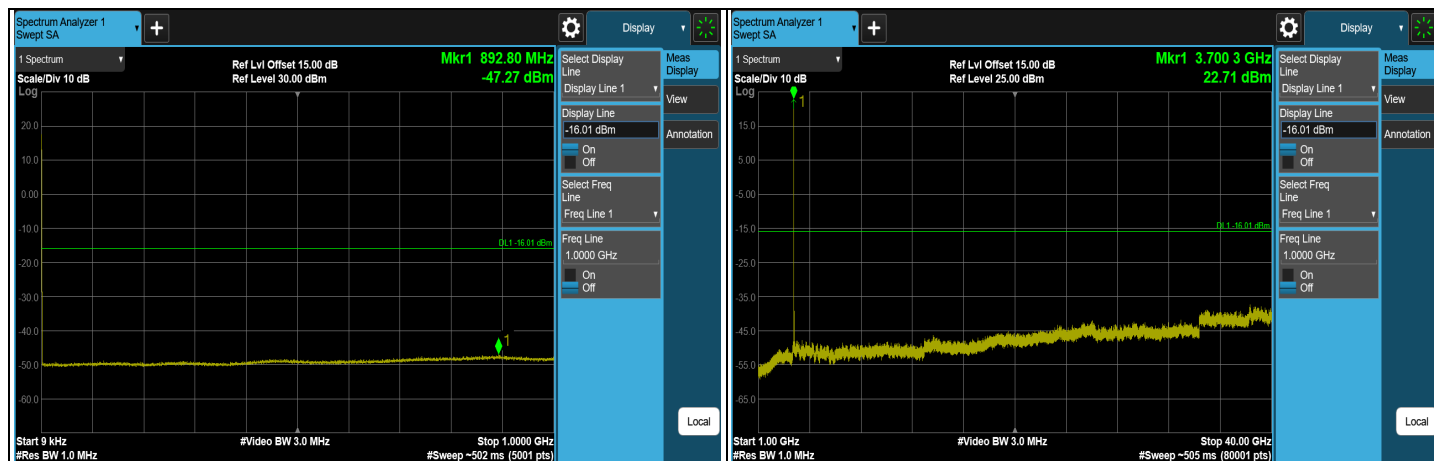 Spectrum Analyzer 1
Swept SA
+
Display
1 Spectrum
Scale/Div 10 dB
Log
Ref Lvl Offset 15.00 dB
Ref Level 30.00 dBm
Mkr1 892.80 MHz
-47.27 dBm
20.0
10.0
0.00
-10.0
-20.0
-30.0
-40.0
-50.0
-60.0
DL1 -16.01 dBm
1
Start 9 kHz
#Res BW 1.0 MHz
#Video BW 3.0 MHz
Stop 1.0000 GHz
#Sweep ~502 ms (5001 pts)
Select Display
Line
Display Line 1
Display Line
-16.01 dBm
On
Off
Select Freq
Line
Freq Line 1
Freq Line
1.0000 GHz
On
Off
Meas
Display
View
Annotation
Local
Spectrum Analyzer 1
Swept SA
+
Display
1 Spectrum
Scale/Div 10 dB
Log
Ref Lvl Offset 15.00 dB
Ref Level 25.00 dBm
Mkr1 3.700 3 GHz
22.71 dBm
1
15.0
5.00
-5.00
-15.0
-25.0
-35.0
-45.0
-55.0
-65.0
DL1 -16.01 dBm
Start 1.00 GHz
#Res BW 1.0 MHz
#Video BW 3.0 MHz
Stop 40.00 GHz
#Sweep ~505 ms (80001 pts)
Select Display
Line
Display Line 1
Display Line
-16.01 dBm
On
Off
Select Freq
Line
Freq Line 1
Freq Line
1.0000 GHz
On
Off
Meas
Display
View
Annotation
Local